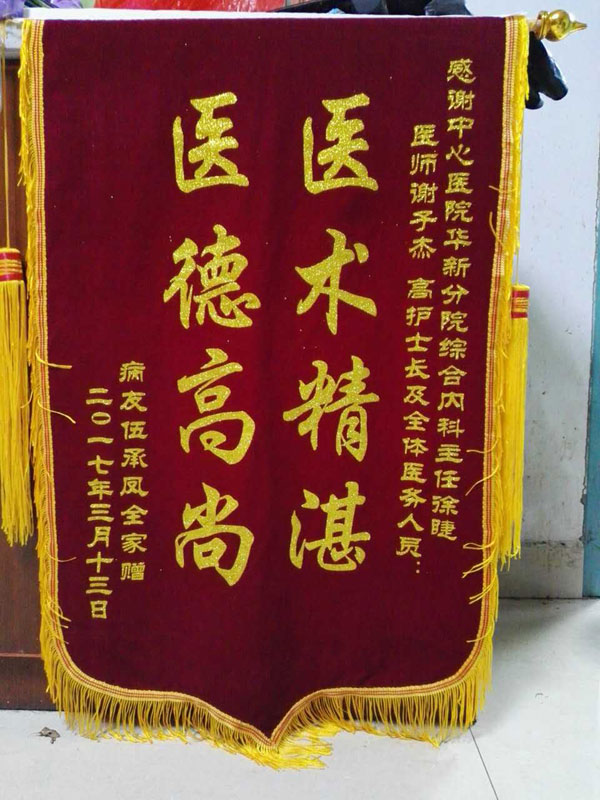 感谢中心医院华新分院综合内科主任徐睫
医师谢子杰 高护士长及全体医务人员…
医术精湛
医德高尚
病友伍承凤全家赠
二〇一七年三月十三日